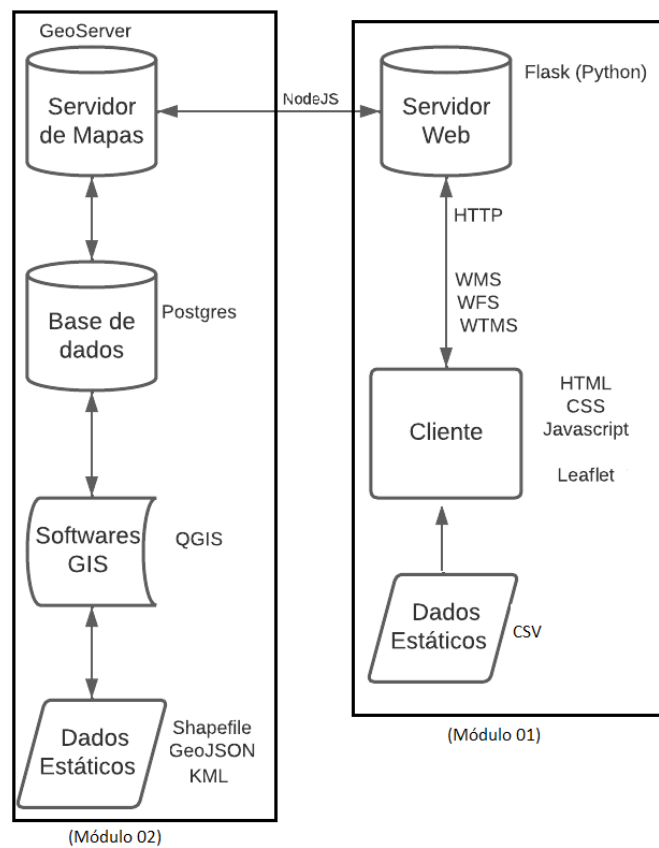 GeoServer
Servidor
de Mapas
NodeJS
Servidor
Web
Flask (Python)
HTTP
WMS
WFS
WTMS
Base de
dados
Postgres
Cliente
HTML
CSS
Javascript
Leaflet
Softwares
GIS
QGIS
Dados
Estáticos
CSV
(Módulo 01)
Dados
Estáticos
Shapefile
GeoJSON
KML
(Módulo 02)